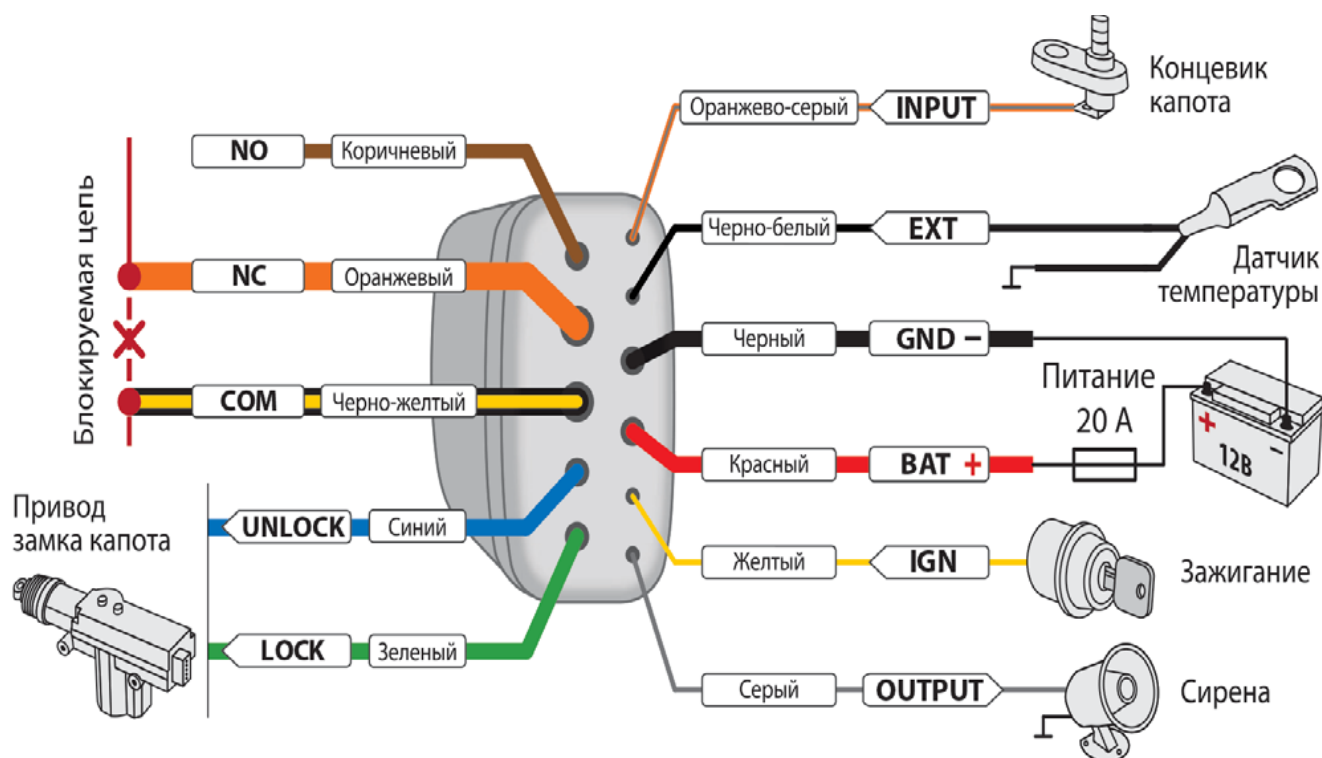 Концевик
капота
Оранжево-серый
INPUT
NO
Коричневый
Блокируемая цепь
Черно-белый
EXT
Датчик
температуры
NC
Оранжевый
Черный
GND –
Питание
20 А
COM
Черно-желтый
Красный
BAT +
+ –
12В
Привод
замка капота
UNLOCK
Синий
Желтый
IGN
Зажигание
LOCK
Зеленый
Серый
OUTPUT
Сирена